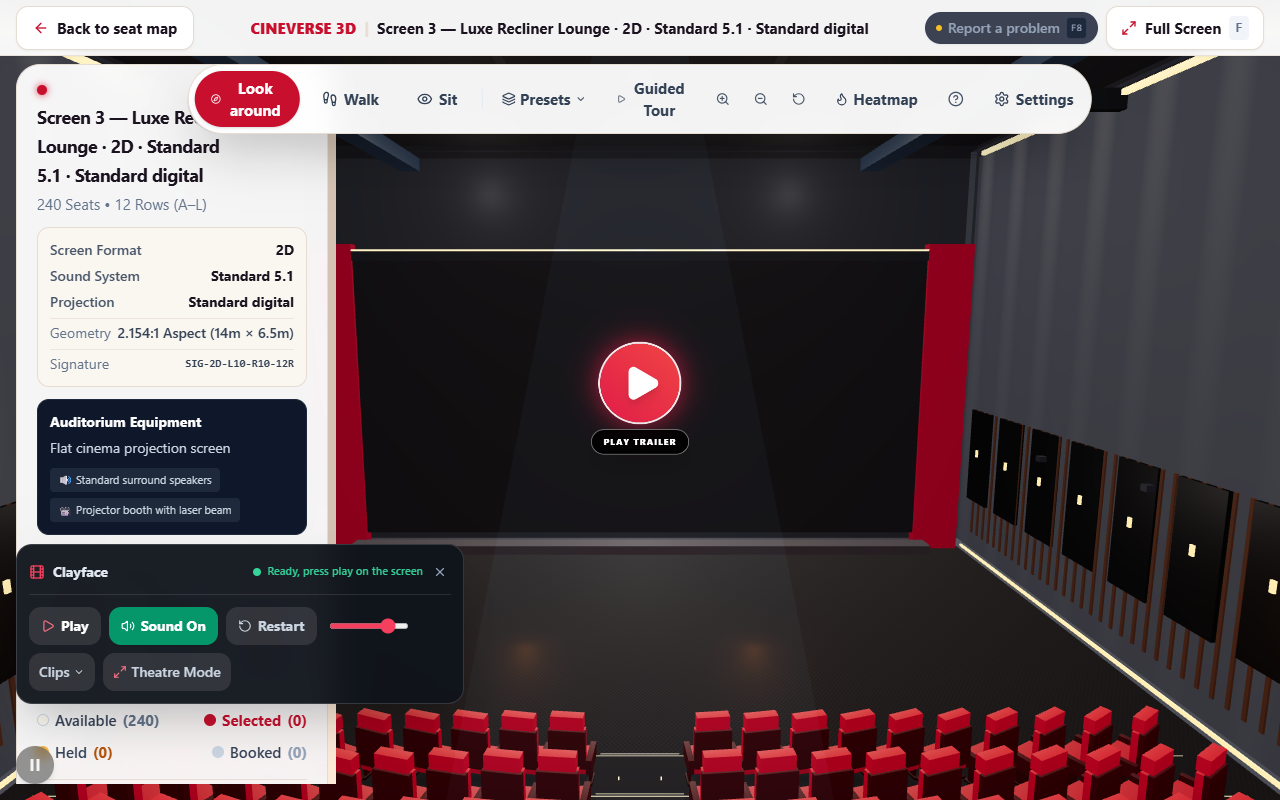 Back to seat map
CINEVERSE 3D | Screen 3 — Luxe Recliner Lounge · 2D · Standard 5.1 · Standard digital
Report a problem F8
Full Screen F
Look around
Walk
Sit
Presets
Guided Tour
Heatmap
Settings
Screen 3 — Luxe Re
Lounge · 2D · Standard
5.1 · Standard digital
240 Seats • 12 Rows (A–L)
Screen Format 2D
Sound System Standard 5.1
Projection Standard digital
Geometry 2.154:1 Aspect (14m × 6.5m)
Signature SIG-2D-L10-R10-12R
Auditorium Equipment
Flat cinema projection screen
Standard surround speakers
Projector booth with laser beam
PLAY TRAILER
Clayface
Ready, press play on the screen
Play
Sound On
Restart
Clips
Theatre Mode
Available (240)
Selected (0)
Held (0)
Booked (0)